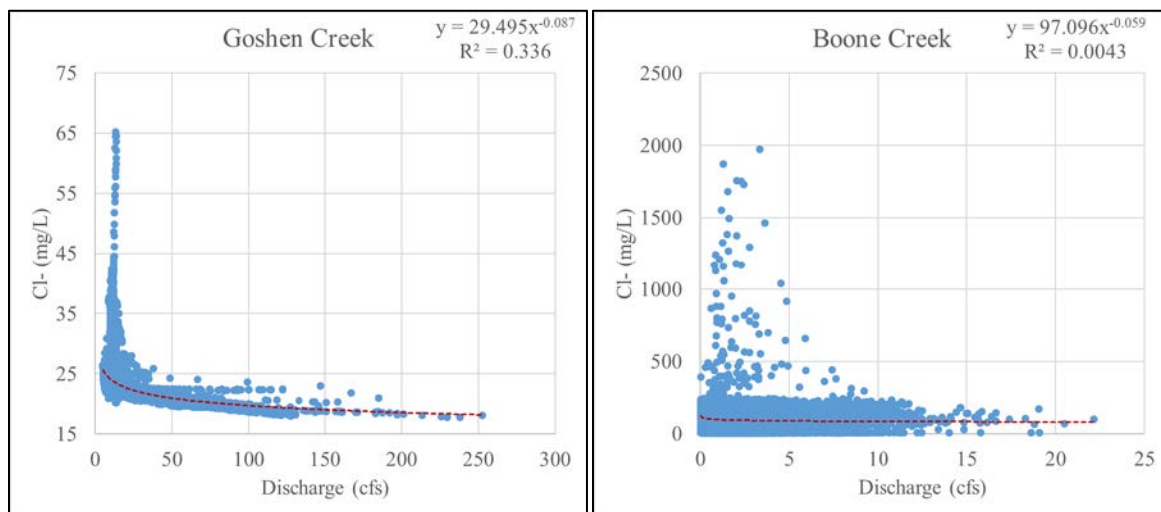 Goshen Creek
y = 29.495x^-0.087
R² = 0.336
75
65
55
45
35
25
15
Cl- (mg/L)
0 50 100 150 200 250 300
Discharge (cfs)
Boone Creek
y = 97.096x^-0.059
R² = 0.0043
2500
2000
1500
1000
500
0
Cl- (mg/L)
0 5 10 15 20 25
Discharge (cfs)